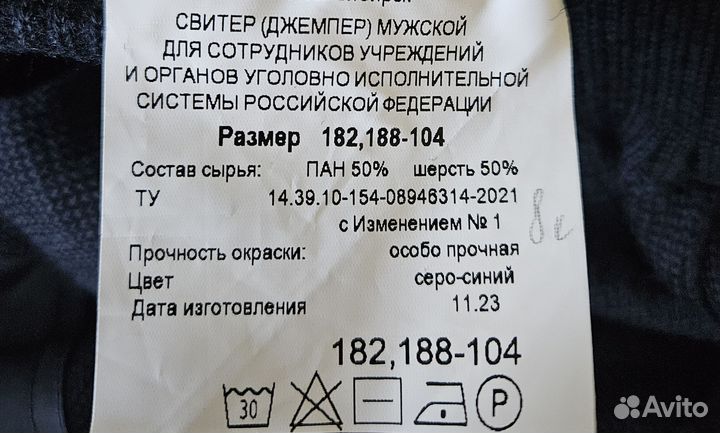 СВИТЕР (ДЖЕМПЕР) МУЖСКОЙ
ДЛЯ СОТРУДНИКОВ УЧРЕЖДЕНИЙ
И ОРГАНОВ УГОЛОВНО ИСПОЛНИТЕЛЬНОЙ
СИСТЕМЫ РОССИЙСКОЙ ФЕДЕРАЦИИ
Размер 182,188-104
Состав сырья: ПАН 50% шерсть 50%
ТУ 14.39.10-154-08946314-2021
с Изменением № 1
Прочность окраски: особо прочная
Цвет серо-синий
Дата изготовления 11.23
182,188-104
30 P
Avito